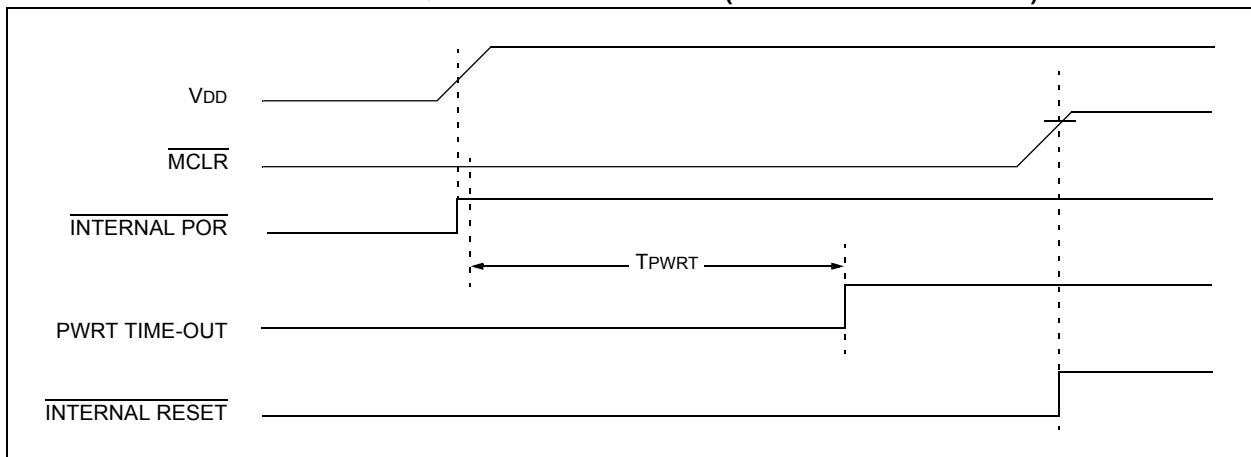 VDD
MCLR
INTERNAL POR
TPWRT
PWRT TIME-OUT
INTERNAL RESET